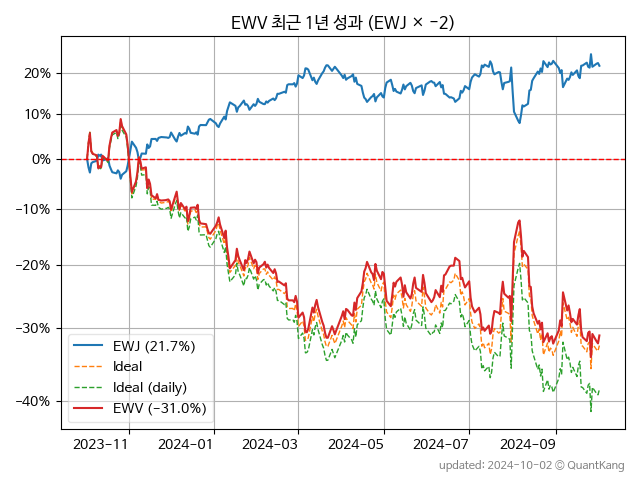 EWV 최근 1년 성과 (EWJ × −2)
20%
10%
0%
−10%
−20%
−30%
−40%
EWJ (21.7%)
Ideal
Ideal (daily)
EWV (−31.0%)
2023−11
2024−01
2024−03
2024−05
2024−07
2024−09
updated: 2024-10-02 © QuantKang